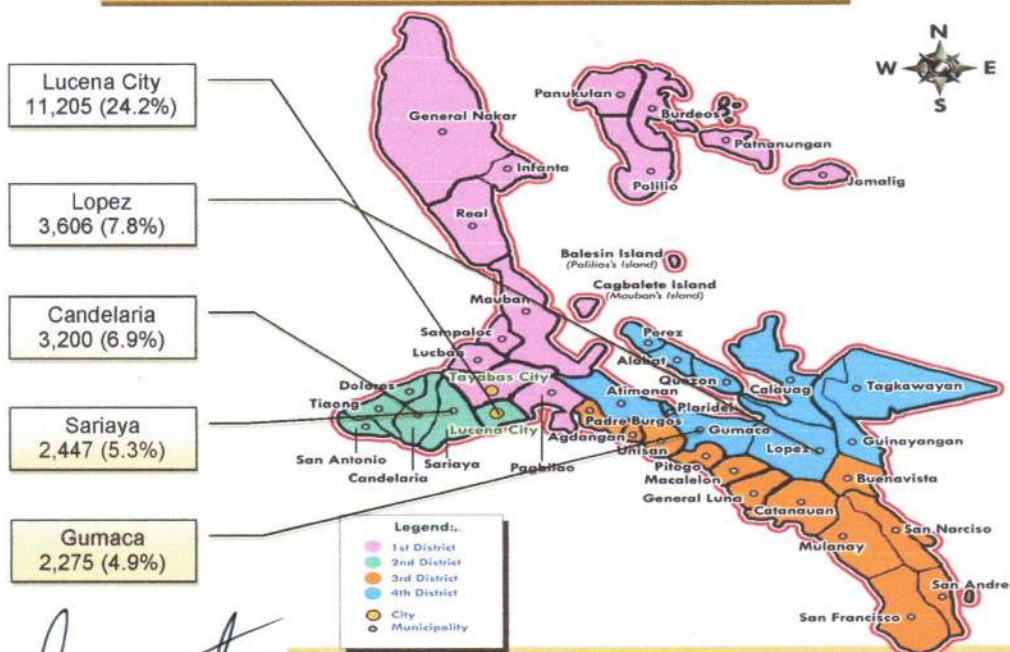 Lucena City
11,205 (24.2%)
Lopez
3,606 (7.8%)
Candelaria
3,200 (6.9%)
Sariaya
2,447 (5.3%)
Gumaca
2,275 (4.9%)
N
W
E
S
General Nakar
Infanta
Real
Panukulan
Burdeos
Patnanungan
Polilio
Jomalig
Balesin Island
(Polilios's Island)
Cagbalete Island
(Mauban's Island)
Mauban
Sampaloc
Lucban
Tayabas City
Dolores
Tiaong
San Antonio
Candelaria
Sariaya
Lucena City
Pagbilao
Perez
Alabat
Quezon
Calauag
Tagkawayan
Atimonan
Plaridel
Padre Burgos
Agdangan
Unisan
Gumaca
Lopez
Guinayangan
Pitogo
Macalelon
General Luna
Catanauan
Buenavista
Mulanay
San Narciso
San Andre
San Francisco
Legend:.
1st District
2nd District
3rd District
4th District
City
Municipality